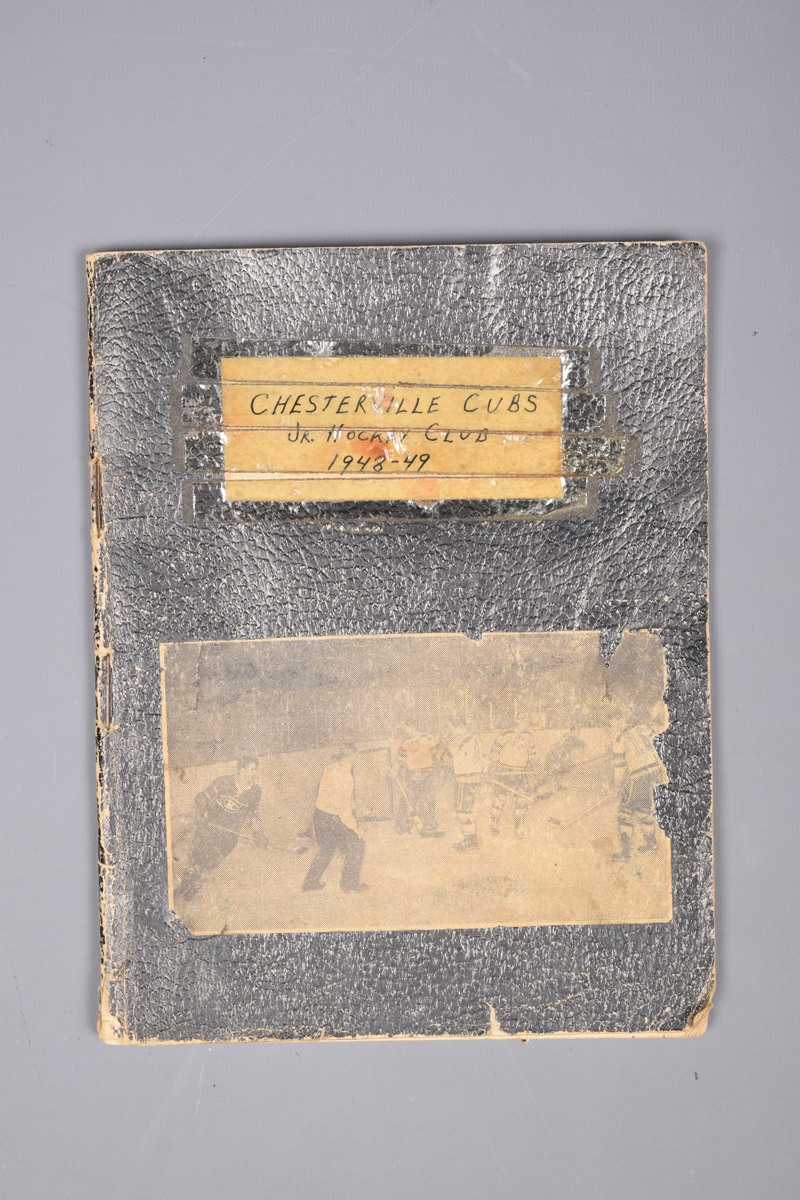 CHESTERVILLE CUBS
JR. HOCKEY CLUB
1948-49